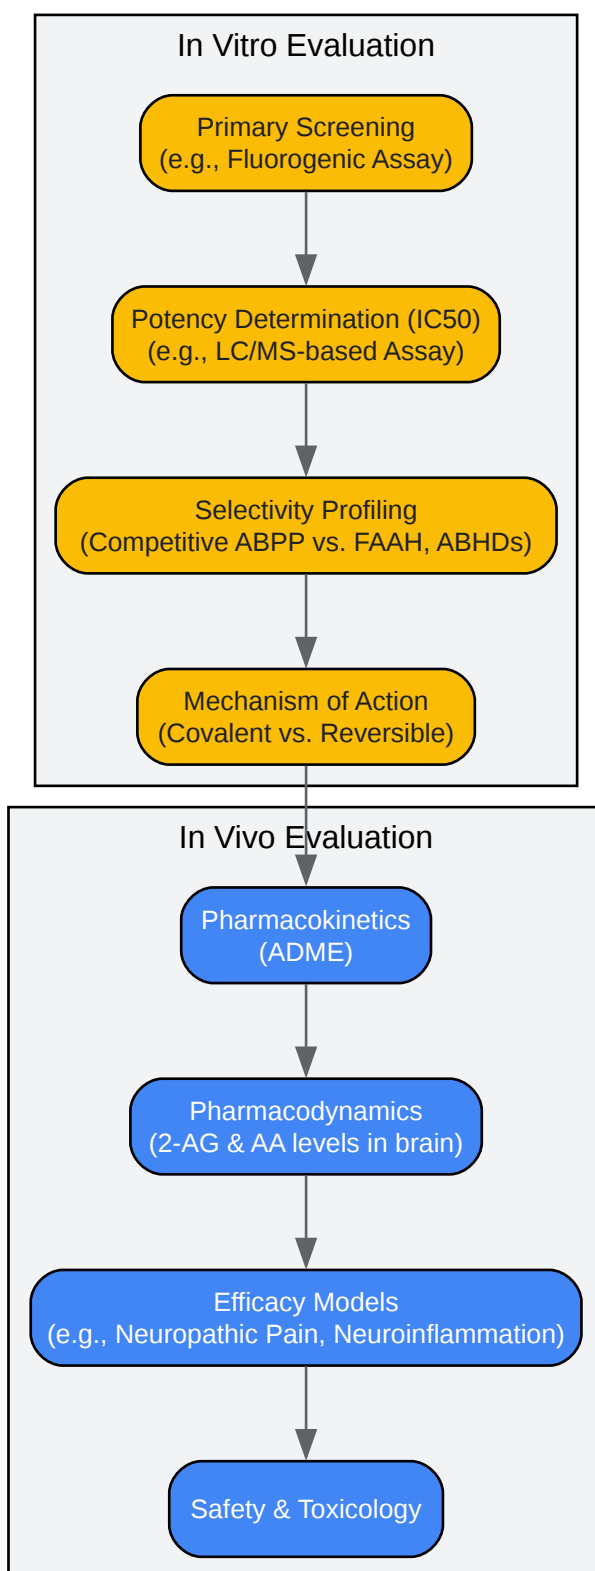 In Vitro Evaluation
Primary Screening
(e.g., Fluorogenic Assay)
Potency Determination (IC50)
(e.g., LC/MS-based Assay)
Selectivity Profiling
(Competitive ABPP vs. FAAH, ABHDs)
Mechanism of Action
(Covalent vs. Reversible)
In Vivo Evaluation
Pharmacokinetics
(ADME)
Pharmacodynamics
(2-AG & AA levels in brain)
Efficacy Models
(e.g., Neuropathic Pain, Neuroinflammation)
Safety & Toxicology